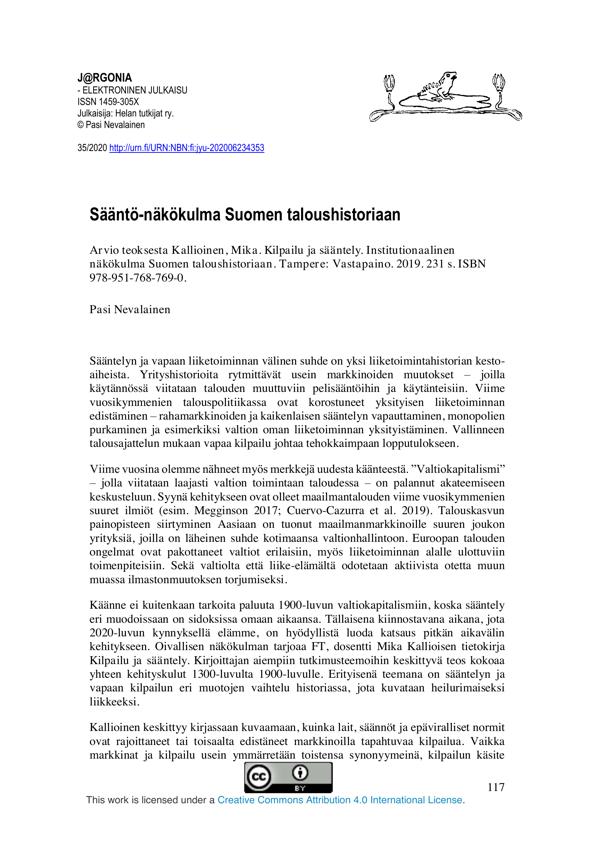 J@RGONIA
- ELEKTRONINEN JULKAISU
ISSN 1459-305X
Julkaisija: Helan tutkijat ry.
© Pasi Nevalainen
35/2020 http://urn.fi/URN:NBN:fi:jyu-202006234353
Sääntö-näkökulma Suomen taloushistoriaan
Arvio teoksesta Kallioinen, Mika. Kilpailu ja sääntely. Institutionaalinen
näkökulma Suomen taloushistoriaan. Tampere: Vastapaino. 2019. 231 s. ISBN
978-951-768-769-0.
Pasi Nevalainen
Sääntelyn ja vapaan liiketoiminnan välinen suhde on yksi liiketoimintahistorian kesto-
aiheista. Yrityshistorioita rytmittävät usein markkinoiden muutokset – joilla
käytännössä viitataan talouden muuttuviin pelisääntöihin ja käytänteisiin. Viime
vuosikymmenien talouspolitiikassa ovat korostuneet yksityisen liiketoiminnan
edistäminen – rahamarkkinoiden ja kaikenlaisen sääntelyn vapauttaminen, monopolien
purkaminen ja esimerkiksi valtion oman liiketoiminnan yksityistäminen. Vallinneen
talousajattelun mukaan vapaa kilpailu johtaa tehokkaimpaan lopputulokseen.
Viime vuosina olemme nähneet myös merkkejä uudesta käänteestä. ”Valtiokapitalismi”
– jolla viitataan laajasti valtion toimintaan taloudessa – on palannut akateemiseen
keskusteluun. Syynä kehitykseen ovat olleet maailmantalouden viime vuosikymmenien
suuret ilmiöt (esim. Megginson 2017; Cuervo-Cazurra et al. 2019). Talouskasvun
painopisteen siirtyminen Aasiaan on tuonut maailmanmarkkinoille suuren joukon
yrityksiä, joilla on läheinen suhde kotimaansa valtionhallintoon. Euroopan talouden
ongelmat ovat pakottaneet valtiot erilaisiin, myös liiketoiminnan alalle ulottuviin
toimenpiteisiin. Sekä valtiolta että liike-elämältä odotetaan aktiivista otetta muun
muassa ilmastonmuutoksen torjumiseksi.
Käänne ei kuitenkaan tarkoita paluuta 1900-luvun valtiokapitalismiin, koska sääntely
eri muodoissaan on sidoksissa omaan aikaansa. Tällaisena kiinnostavana aikana, jota
2020-luvun kynnyksellä elämme, on hyödyllistä luoda katsaus pitkän aikavälin
kehitykseen. Oivallisen näkökulman tarjoaa FT, dosentti Mika Kallioisen tietokirja
Kilpailu ja sääntely. Kirjoittajan aiempiin tutkimusteemoihin keskittyvä teos kokoaa
yhteen kehityskulut 1300-luvulta 1900-luvulle. Erityisenä teemana on sääntelyn ja
vapaan kilpailun eri muotojen vaihtelu historiassa, jota kuvataan heilurimaiseksi
liikkeeksi.
Kallioinen keskittyy kirjassaan kuvaamaan, kuinka lait, säännöt ja epäviralliset normit
ovat rajoittaneet tai toisaalta edistäneet markkinoilla tapahtuvaa kilpailua. Vaikka
markkinat ja kilpailu usein ymmärretään toistensa synonyymeinä, kilpailun käsite
cc BY
117
This work is licensed under a Creative Commons Attribution 4.0 International License.